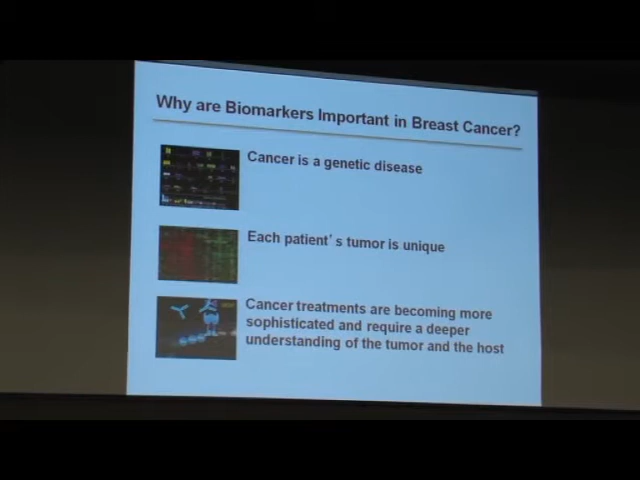 Why are Biomarkers Important in Breast Cancer?
Cancer is a genetic disease
Each patient's tumor is unique
Cancer treatments are becoming more
sophisticated and require a deeper
understanding of the tumor and the host